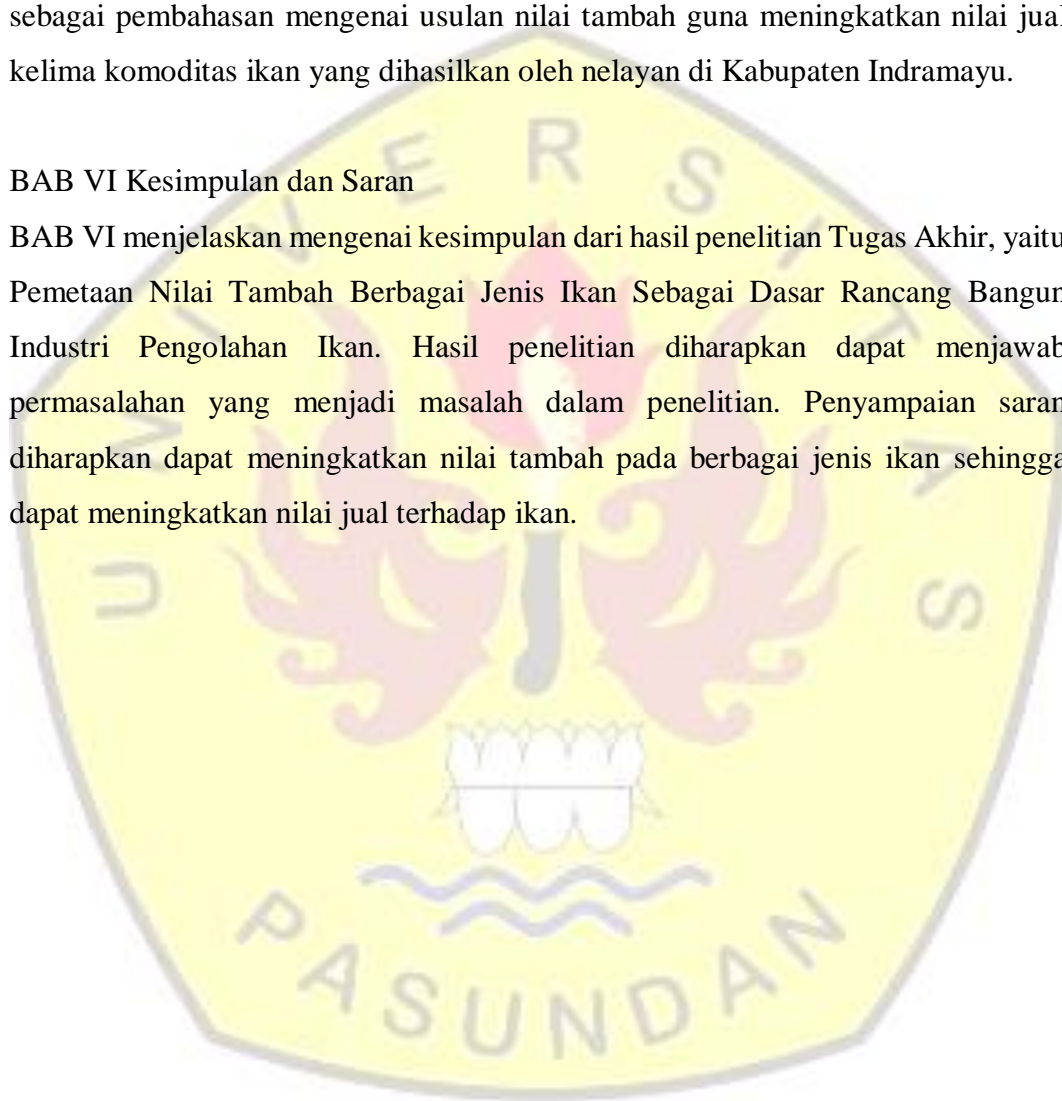 sebagai pembahasan mengenai usulan nilai tambah guna meningkatkan nilai jual
kelima komoditas ikan yang dihasilkan oleh nelayan di Kabupaten Indramayu.
BAB VI Kesimpulan dan Saran
BAB VI menjelaskan mengenai kesimpulan dari hasil penelitian Tugas Akhir, yaitu
Pemetaan Nilai Tambah Berbagai Jenis Ikan Sebagai Dasar Rancang Bangun
Industri Pengolahan Ikan. Hasil penelitian diharapkan dapat menjawab
permasalahan yang menjadi masalah dalam penelitian. Penyampaian saran
diharapkan dapat meningkatkan nilai tambah pada berbagai jenis ikan sehingga
dapat meningkatkan nilai jual terhadap ikan.
UNIVERSITAS
PASUNDAN